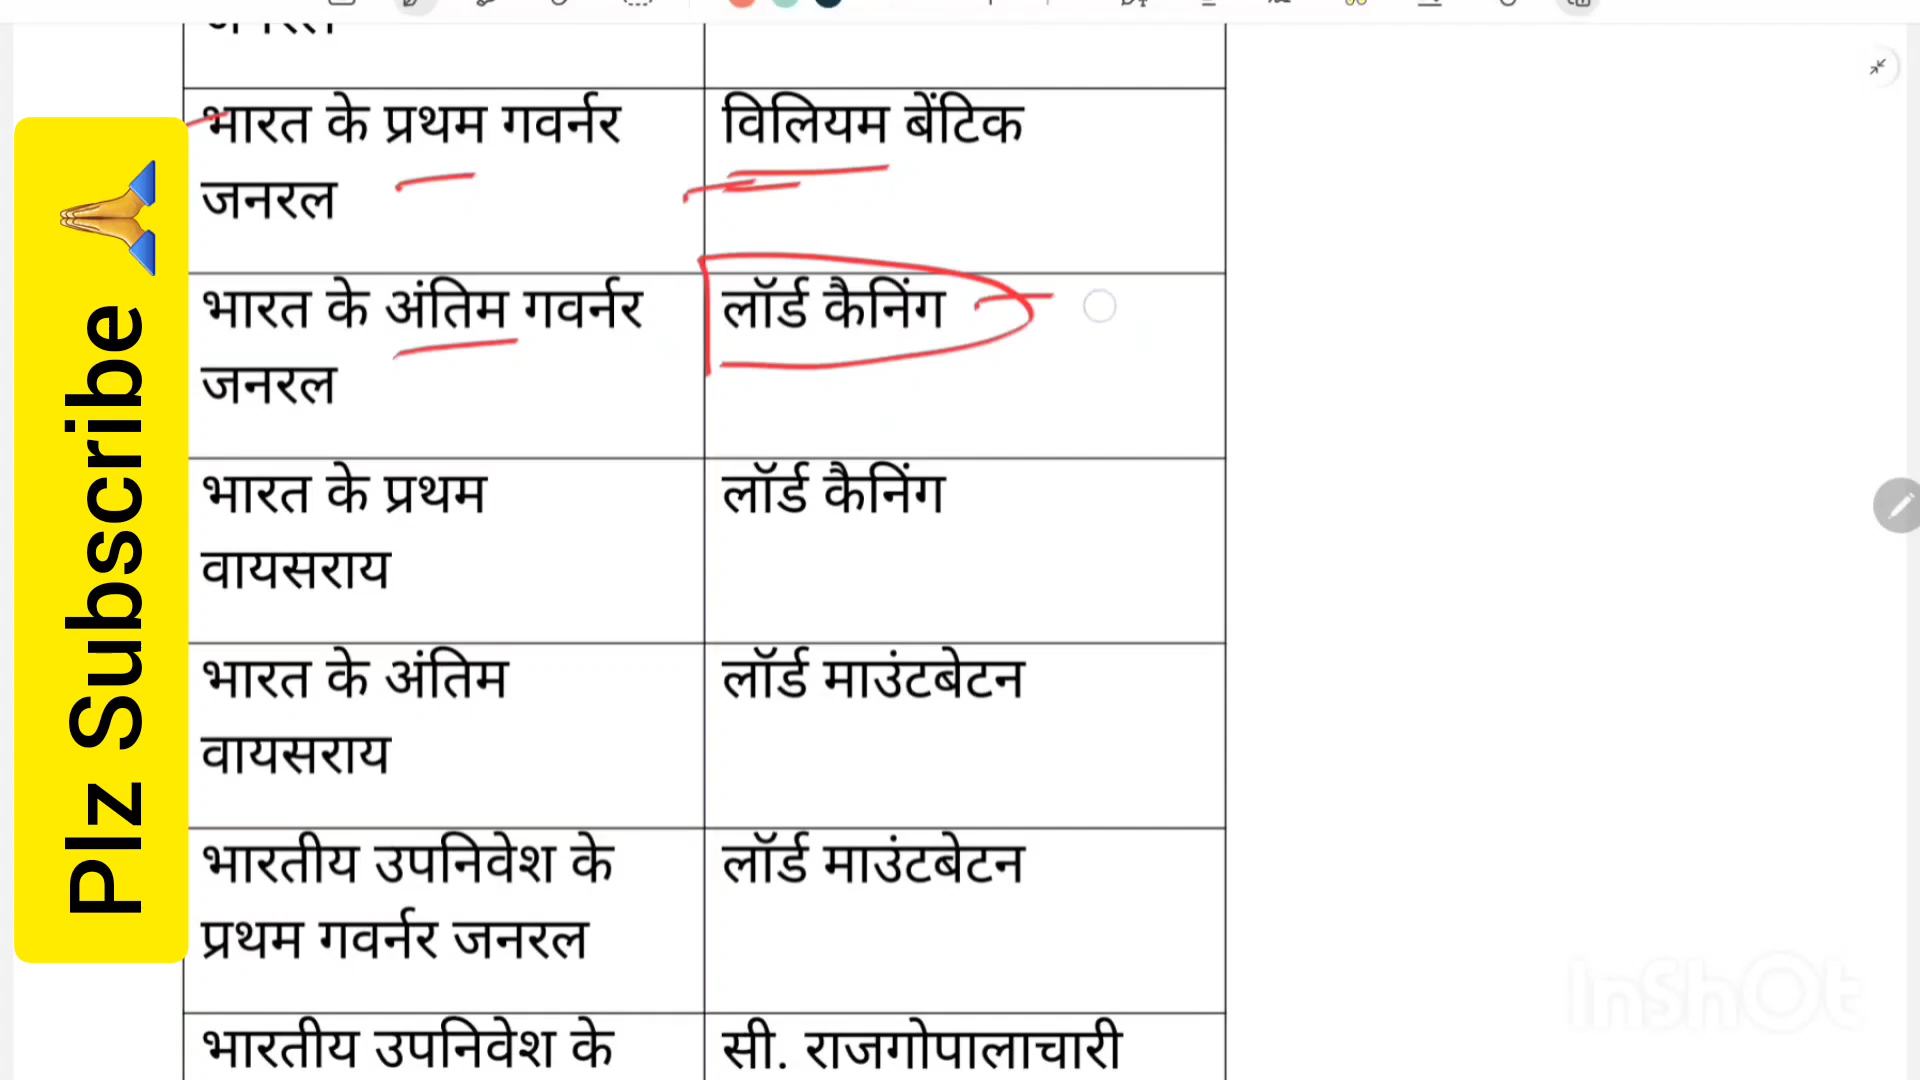 जनरल
भारत के प्रथम गवर्नर
जनरल
विलियम बेंटिक
भारत के अंतिम गवर्नर
जनरल
लॉर्ड कैनिंग
भारत के प्रथम
वायसराय
लॉर्ड कैनिंग
भारत के अंतिम
वायसराय
लॉर्ड माउंटबेटन
भारतीय उपनिवेश के
प्रथम गवर्नर जनरल
लॉर्ड माउंटबेटन
भारतीय उपनिवेश के
सी. राजगोपालाचारी
Plz Subscribe 🙏
InShOt